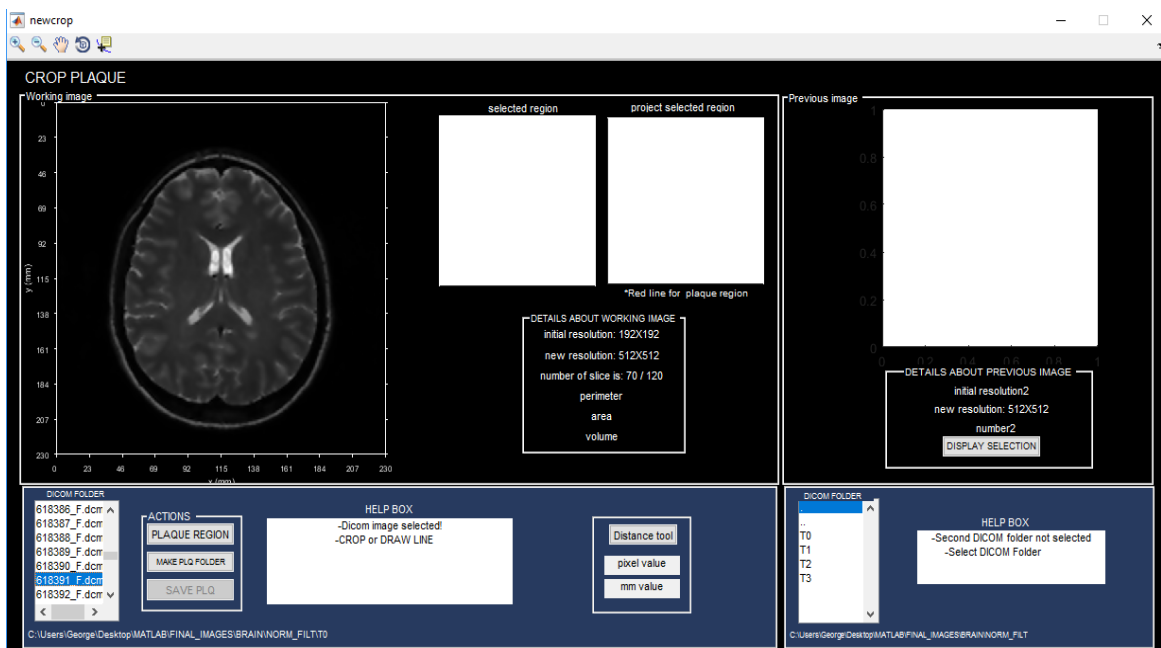 newcrop
CROP PLAQUE
Working image
0
23
46
69
92
115
138
161
184
207
230
y (mm)
0 23 46 69 92 115 138 161 184 207 230
x (mm)
selected region
project selected region
*Red line for plaque region
DETAILS ABOUT WORKING IMAGE
initial resolution: 192X192
new resolution: 512X512
number of slice is: 70 / 120
perimeter
area
volume
Previous image
1
0.8
0.6
0.4
0.2
0
0 0.2 0.4 0.6 0.8 1
DETAILS ABOUT PREVIOUS IMAGE
initial resolution2
new resolution: 512X512
number2
DISPLAY SELECTION
DICOM FOLDER
618386_F.dcm
618387_F.dcm
618388_F.dcm
618389_F.dcm
618390_F.dcm
618391_F.dcm
618392_F.dcm
ACTIONS
PLAQUE REGION
MAKE PLQ FOLDER
SAVE PLQ
HELP BOX
-Dicom image selected!
-CROP or DRAW LINE
Distance tool
pixel value
mm value
C:\Users\George\Desktop\MATLAB\FINAL_IMAGES\BRAIN\NORM_FILT\T0
DICOM FOLDER
.
..
T0
T1
T2
T3
HELP BOX
-Second DICOM folder not selected
-Select DICOM Folder
C:\Users\George\Desktop\MATLAB\FINAL_IMAGES\BRAIN\NORM_FILT